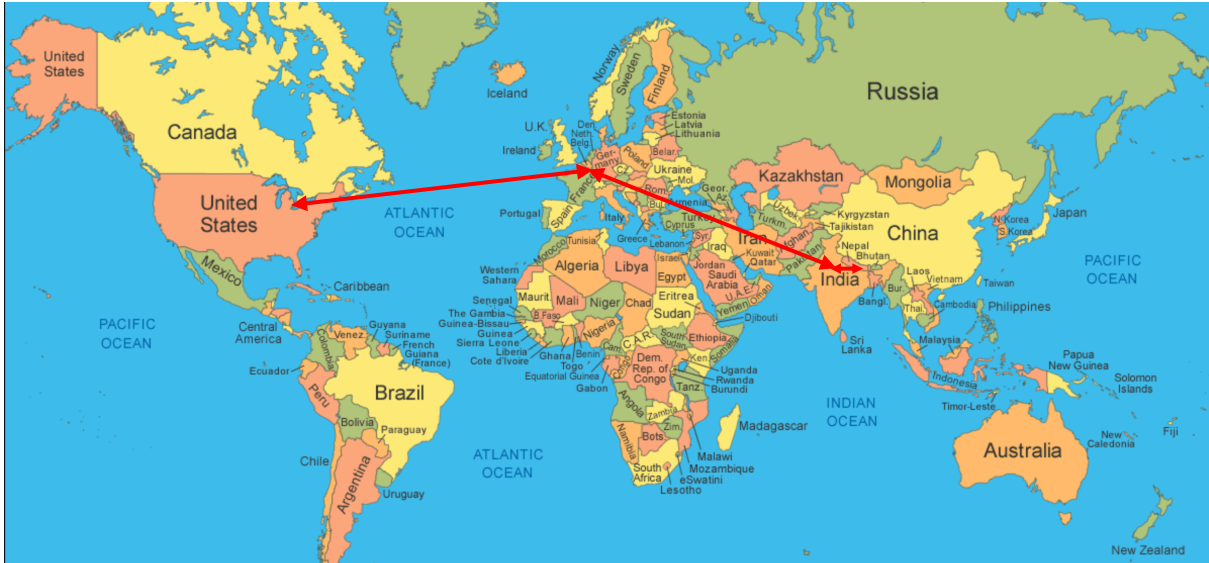 United
States
Canada
Iceland
Norway
Sweden
Finland
Russia
Estonia
Latvia
Lithuania
U.K.
Ireland
Den.
Neth.
Belg.
Ger-
many
Poland
Belar.
Ukraine
Cz.
Mol.
Rom.
Bul.
France
Spain
Portugal
Italy
Greece
Turkey
Cyprus
Lebanon
Geor.
Az.
Armenia
Kazakhstan
Mongolia
Uzbek.
Turkm.
Kyrgyzstan
Tajikistan
Afghan.
Pakistan
China
N.Korea
S.Korea
Japan
United
States
ATLANTIC
OCEAN
PACIFIC
OCEAN
Mexico
Caribbean
Central
America
Morocco
Tunisia
Algeria
Libya
Egypt
Israel
Syr.
Iraq
Iran
Jordan
Kuwait
Qatar
Saudi
Arabia
U.A.E.
Oman
Yemen
Nepal
Bhutan
India
Bangl.
Bur.
Laos
Vietnam
Thai.
Cambodia
Taiwan
Philippines
Sri
Lanka
Malaysia
Indonesia
Papua
New Guinea
Solomon
Islands
Timor-Leste
Western
Sahara
Maurit.
Mali
Niger
Chad
Sudan
Eritrea
Djibouti
Senegal
The Gambia
Guinea-Bissau
Guinea
Sierra Leone
Liberia
Cote d'Ivoire
B.Faso
Ghana
Togo
Benin
Nigeria
Cam.
C.A.R.
South
Sudan
Ethiopia
Somalia
Equatorial Guinea
Gabon
Congo
Dem.
Rep. of
Congo
Ken.
Uganda
Rwanda
Burundi
Tanz.
Angola
Zambia
Zim.
Namibia
Bots
South
Africa
Malawi
Mozambique
eSwatini
Lesotho
Madagascar
PACIFIC
OCEAN
Venez.
Guyana
Suriname
French
Guiana
(France)
Colombia
Ecuador
Peru
Brazil
Bolivia
Paraguay
Chile
Argentina
Uruguay
ATLANTIC
OCEAN
INDIAN
OCEAN
Australia
New
Caledonia
Fiji
New Zealand